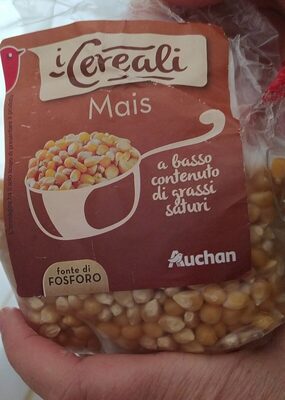 i Cereali
Mais
a basso
contenuto
di grassi
saturi
Auchan
fonte di
FOSFORO